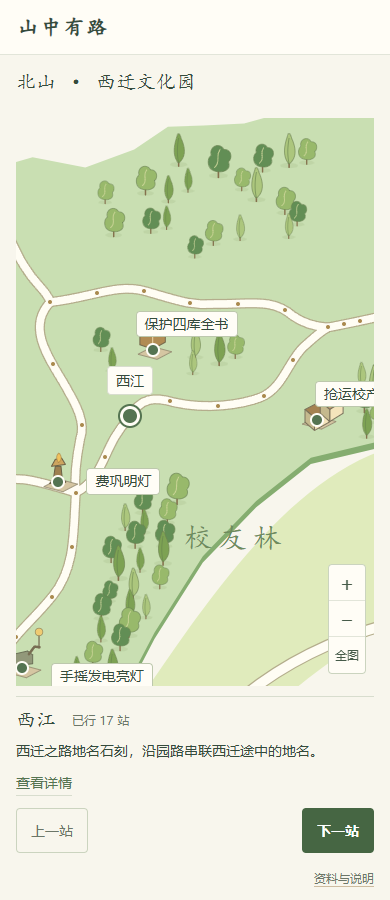 山中有路
北山 • 西迁文化园
保护四库全书
西江
抢运校产
费巩明灯
校友林
手摇发电亮灯
+
−
全图
西江 已行 17 站
西迁之路地名石刻，沿园路串联西迁途中的地名。
查看详情
上一站 下一站
资料与说明